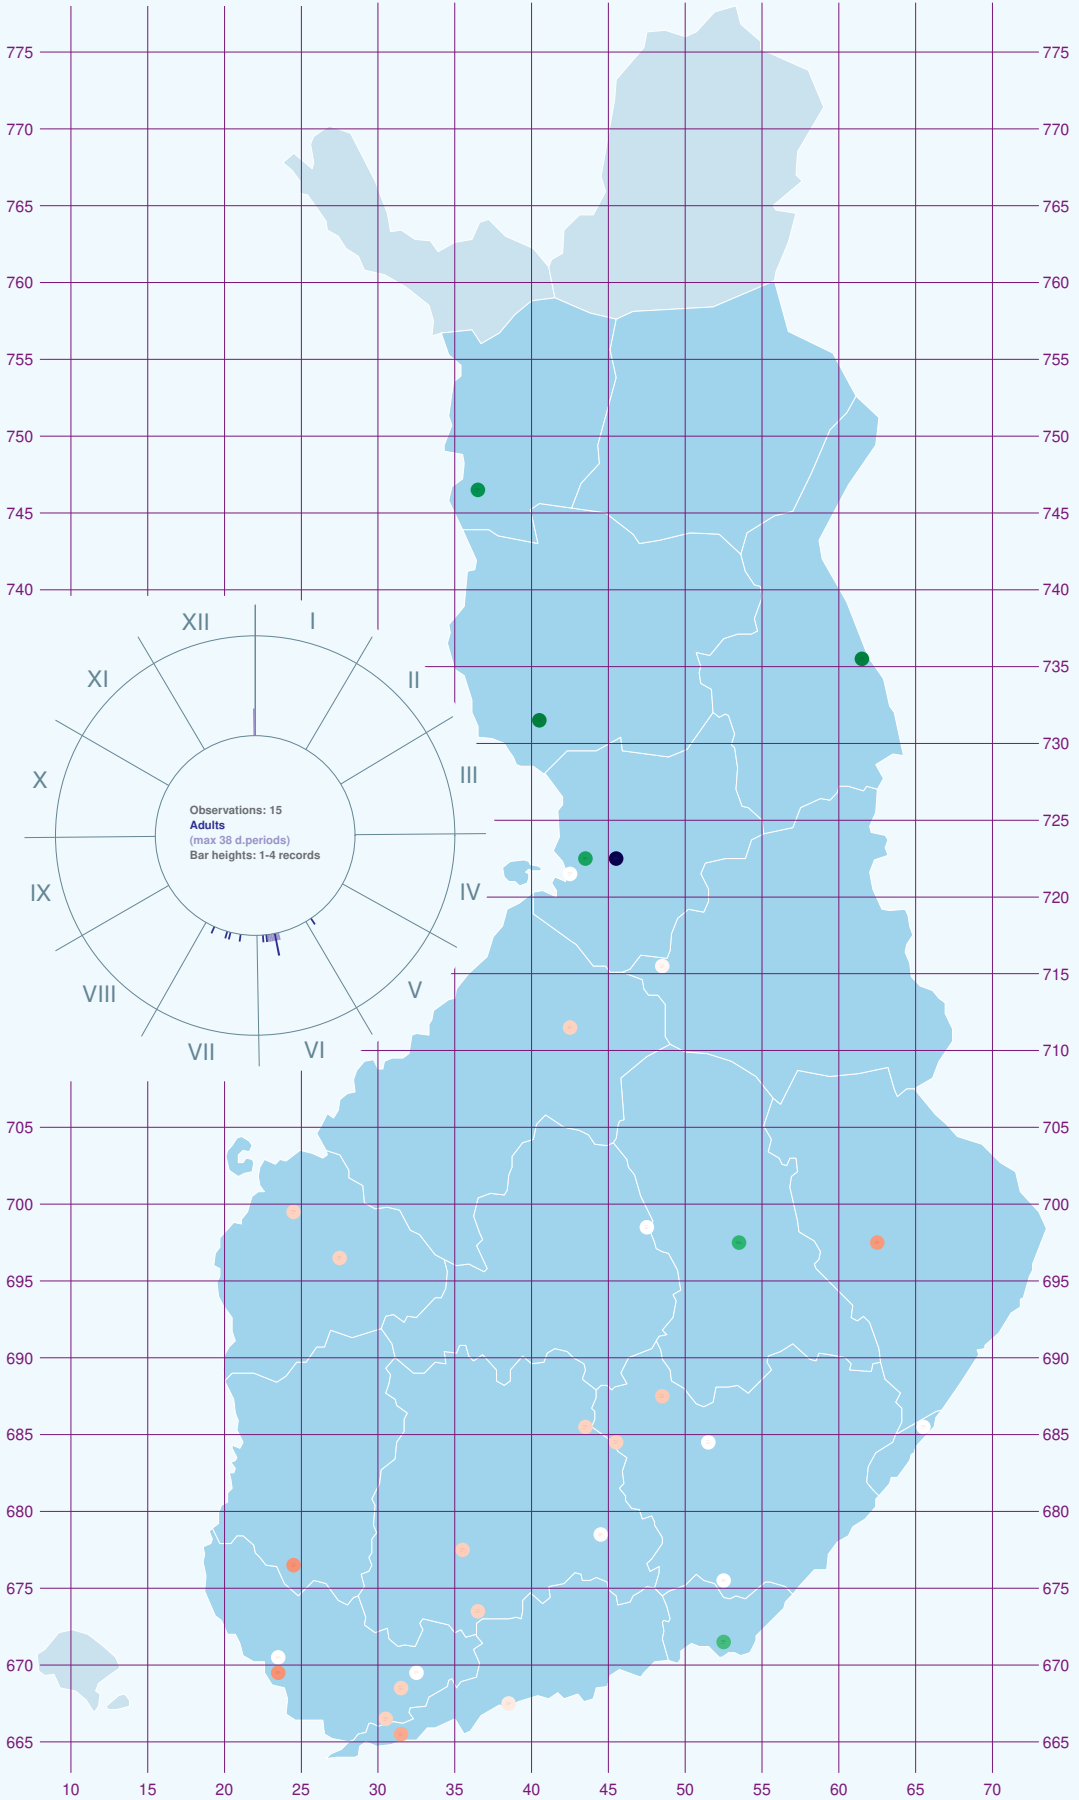 775 775
770 770
765 765
760 760
755 755
750 750
745 745
740 740
XII I
XI II
735
730
X III
Observations: 15
Adults
(max 38 d.periods)
Bar heights: 1-4 records
725
IX IV
720
715
VIII V
VII VI
710
705 705
700 700
695 695
690 690
685 685
680 680
675 675
670 670
665 665
10 15 20 25 30 35 40 45 50 55 60 65 70